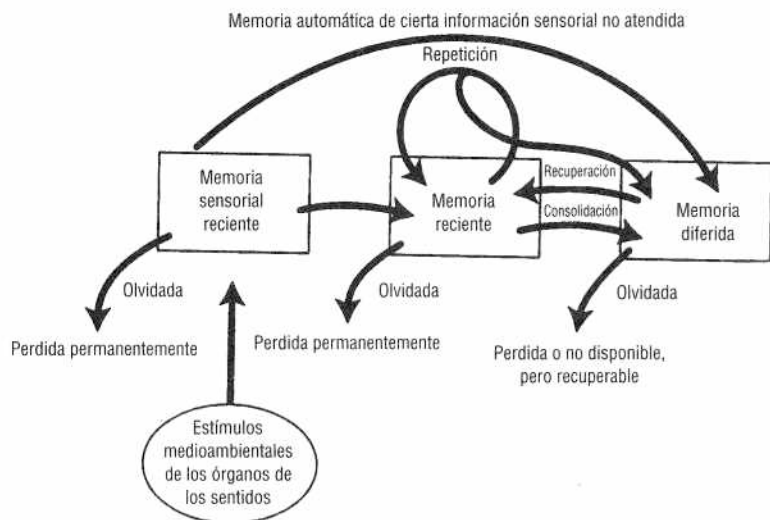 Memoria automática de cierta información sensorial no atendida
Repetición
Memoria
sensorial
reciente
Recuperación
Memoria
reciente
Consolidación
Memoria
diferida
Olvidada
Perdida permanentemente
Olvidada
Perdida permanentemente
Olvidada
Perdida o no disponible,
pero recuperable
Estímulos
medioambientales
de los órganos de
los sentidos